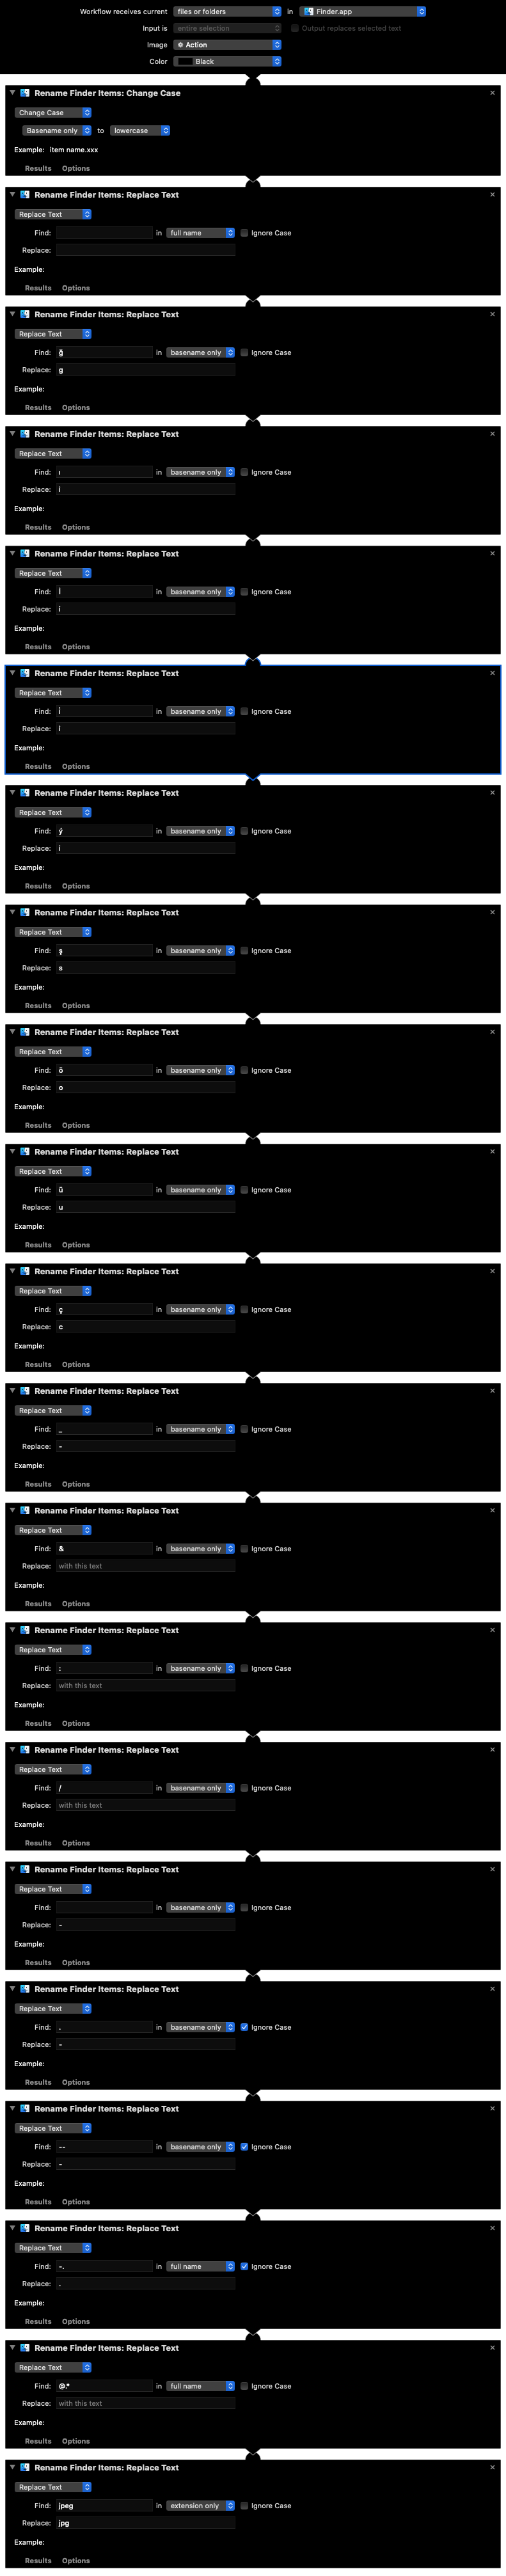 Workflow receives current files or folders in Finder.app
Input is entire selection Output replaces selected text
Image Action
Color Black
Rename Finder Items: Change Case
Change Case
Basename only to lowercase
Example: item name.xxx
Results Options
Rename Finder Items: Replace Text
Replace Text
Find: in full name Ignore Case
Replace:
Example:
Results Options
Rename Finder Items: Replace Text
Replace Text
Find: ğ in basename only Ignore Case
Replace: g
Example:
Results Options
Rename Finder Items: Replace Text
Replace Text
Find: ı in basename only Ignore Case
Replace: i
Example:
Results Options
Rename Finder Items: Replace Text
Replace Text
Find: İ in basename only Ignore Case
Replace: i
Example:
Results Options
Rename Finder Items: Replace Text
Replace Text
Find: in basename only Ignore Case
Replace: i
Example:
Results Options
Rename Finder Items: Replace Text
Replace Text
Find: ý in basename only Ignore Case
Replace: i
Example:
Results Options
Rename Finder Items: Replace Text
Replace Text
Find: ş in basename only Ignore Case
Replace: s
Example:
Results Options
Rename Finder Items: Replace Text
Replace Text
Find: ö in basename only Ignore Case
Replace: o
Example:
Results Options
Rename Finder Items: Replace Text
Replace Text
Find: ü in basename only Ignore Case
Replace: u
Example:
Results Options
Rename Finder Items: Replace Text
Replace Text
Find: ç in basename only Ignore Case
Replace: c
Example:
Results Options
Rename Finder Items: Replace Text
Replace Text
Find: _ in basename only Ignore Case
Replace: -
Example:
Results Options
Rename Finder Items: Replace Text
Replace Text
Find: & in basename only Ignore Case
Replace: with this text
Example:
Results Options
Rename Finder Items: Replace Text
Replace Text
Find: : in basename only Ignore Case
Replace: with this text
Example:
Results Options
Rename Finder Items: Replace Text
Replace Text
Find: / in basename only Ignore Case
Replace: with this text
Example:
Results Options
Rename Finder Items: Replace Text
Replace Text
Find: in basename only Ignore Case
Replace: -
Example:
Results Options
Rename Finder Items: Replace Text
Replace Text
Find: . in basename only Ignore Case
Replace: -
Example:
Results Options
Rename Finder Items: Replace Text
Replace Text
Find: -- in basename only Ignore Case
Replace: -
Example:
Results Options
Rename Finder Items: Replace Text
Replace Text
Find: -. in full name Ignore Case
Replace: .
Example:
Results Options
Rename Finder Items: Replace Text
Replace Text
Find: @.* in full name Ignore Case
Replace: with this text
Example:
Results Options
Rename Finder Items: Replace Text
Replace Text
Find: jpeg in extension only Ignore Case
Replace: jpg
Example:
Results Options